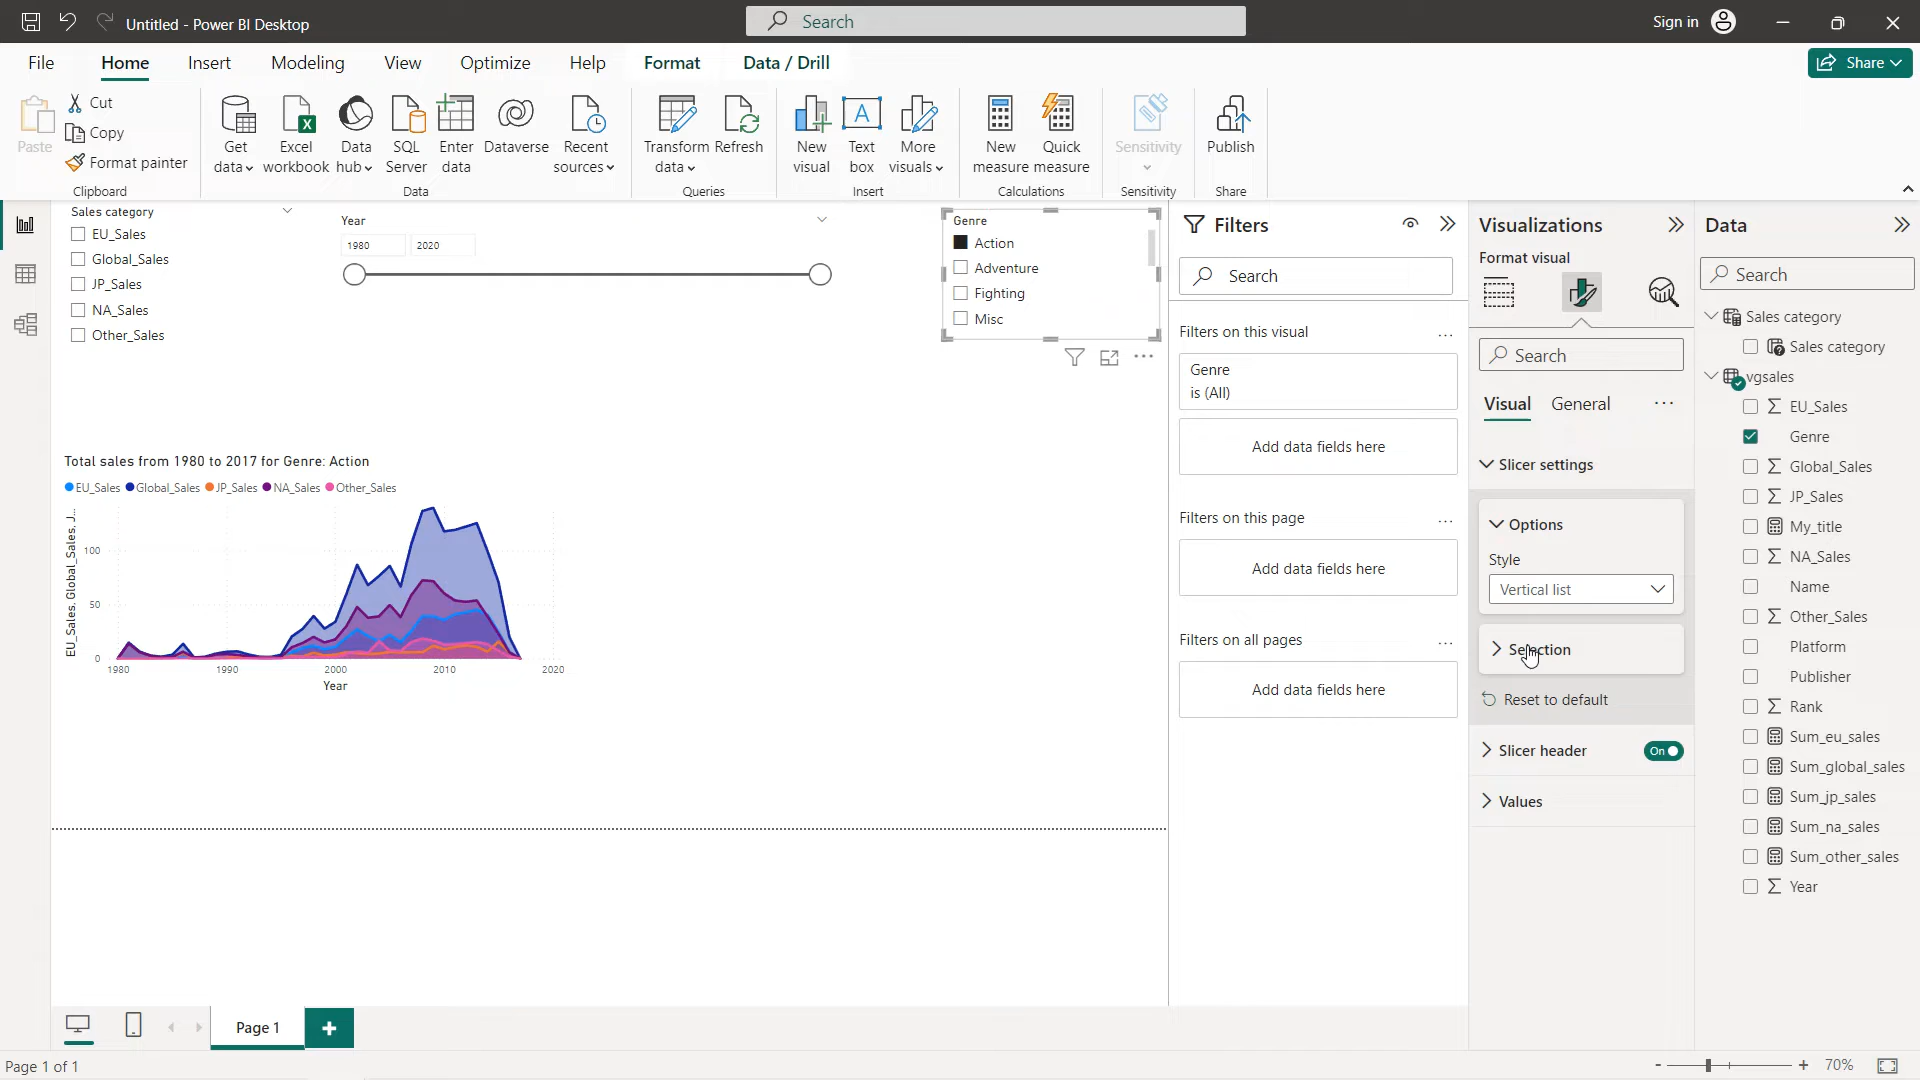 Untitled - Power BI Desktop
Search
Sign in
File
Home
Insert
Modeling
View
Optimize
Help
Format
Data / Drill
Share
Paste
Cut
Copy
Format painter
Clipboard
Get data
Excel workbook
Data hub
SQL Server
Enter data
Dataverse
Recent sources
Data
Transform data
Refresh
Queries
New visual
Text box
More visuals
Insert
New measure
Quick measure
Calculations
Sensitivity
Sensitivity
Publish
Share
Sales category
EU_Sales
Global_Sales
JP_Sales
NA_Sales
Other_Sales
Year
1980
2020
Genre
Action
Adventure
Fighting
Misc
Total sales from 1980 to 2017 for Genre: Action
EU_Sales
Global_Sales
JP_Sales
NA_Sales
Other_Sales
EU_Sales, Global_Sales, J...
100
50
0
1980
1990
2000
2010
2020
Year
Filters
Search
Filters on this visual
...
Genre
is (All)
Add data fields here
Filters on this page
...
Add data fields here
Filters on all pages
...
Add data fields here
Visualizations
Format visual
Search
Visual
General
...
Slicer settings
Options
Style
Vertical list
Selection
Reset to default
Slicer header
On
Values
Data
Search
Sales category
Sales category
vgsales
EU_Sales
Genre
Global_Sales
JP_Sales
My_title
NA_Sales
Name
Other_Sales
Platform
Publisher
Rank
Sum_eu_sales
Sum_global_sales
Sum_jp_sales
Sum_na_sales
Sum_other_sales
Year
Page 1
Page 1 of 1
- + 70%